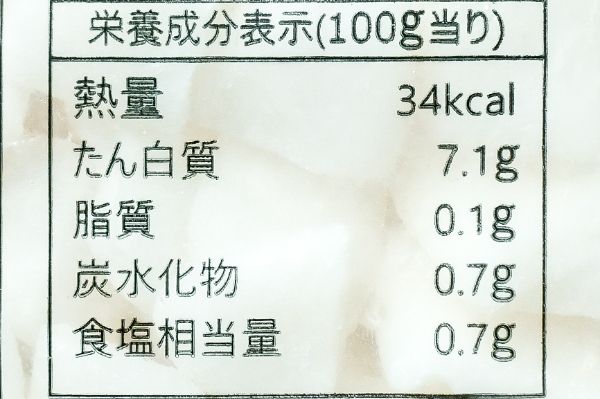 栄養成分表示(100g当り)
熱量 34kcal
たん白質 7.1g
脂質 0.1g
炭水化物 0.7g
食塩相当量 0.7g